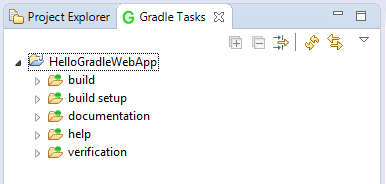 Project Explorer Gradle Tasks
HelloGradleWebApp
build
build setup
documentation
help
verification